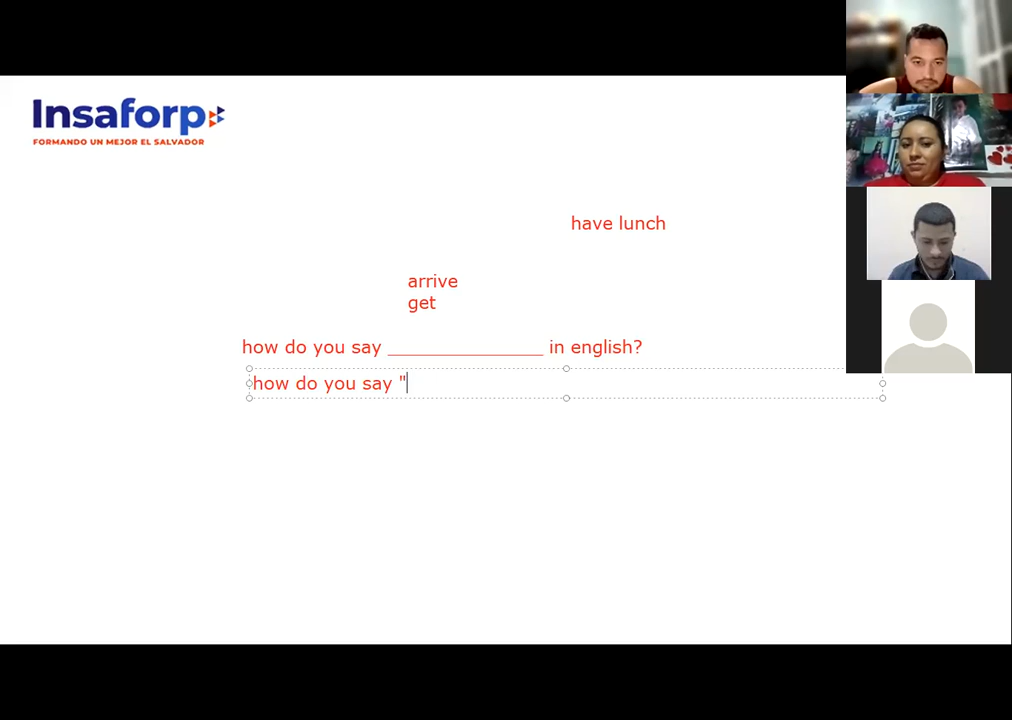 Insaforp
FORMANDO UN MEJOR EL SALVADOR
have lunch
arrive
get
how do you say ________________ in english?
how do you say "